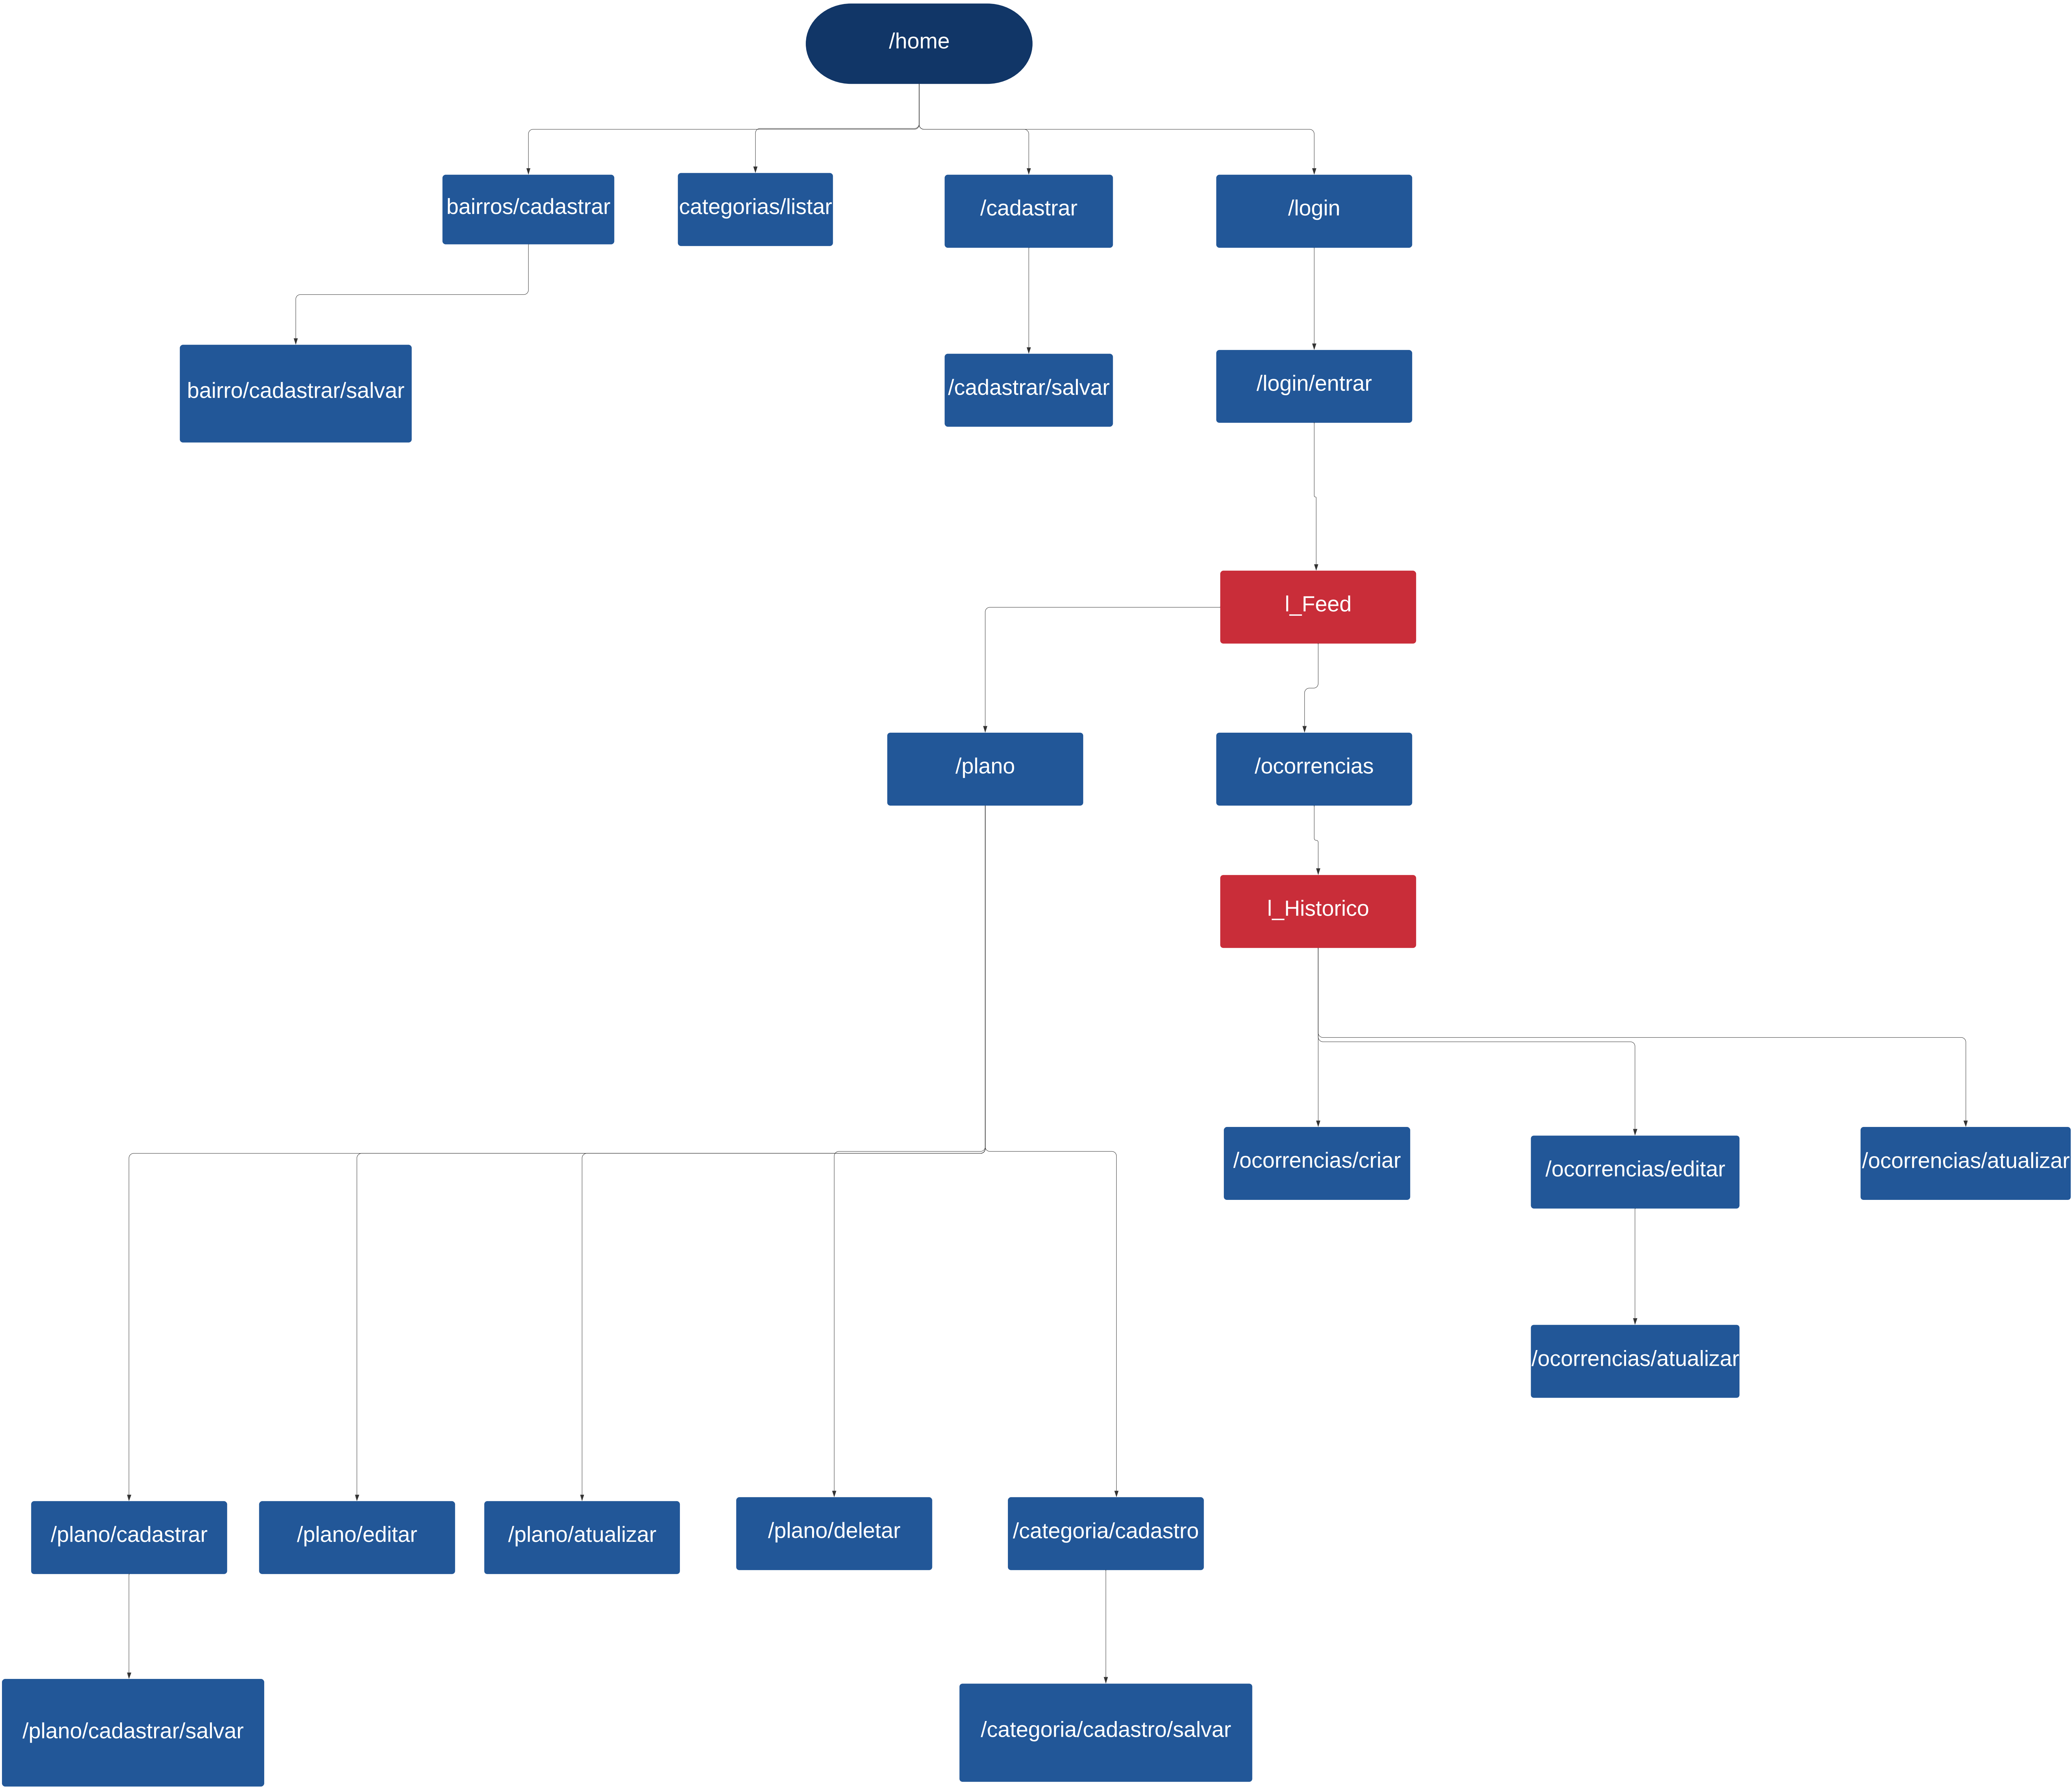 /home
bairros/cadastrar
categorias/listar
/cadastrar
/login
bairro/cadastrar/salvar
/cadastrar/salvar
/login/entrar
l_Feed
/plano
/ocorrencias
l_Historico
/ocorrencias/criar
/ocorrencias/editar
/ocorrencias/atualizar
/ocorrencias/atualizar
/plano/cadastrar
/plano/editar
/plano/atualizar
/plano/deletar
/categoria/cadastro
/plano/cadastrar/salvar
/categoria/cadastro/salvar